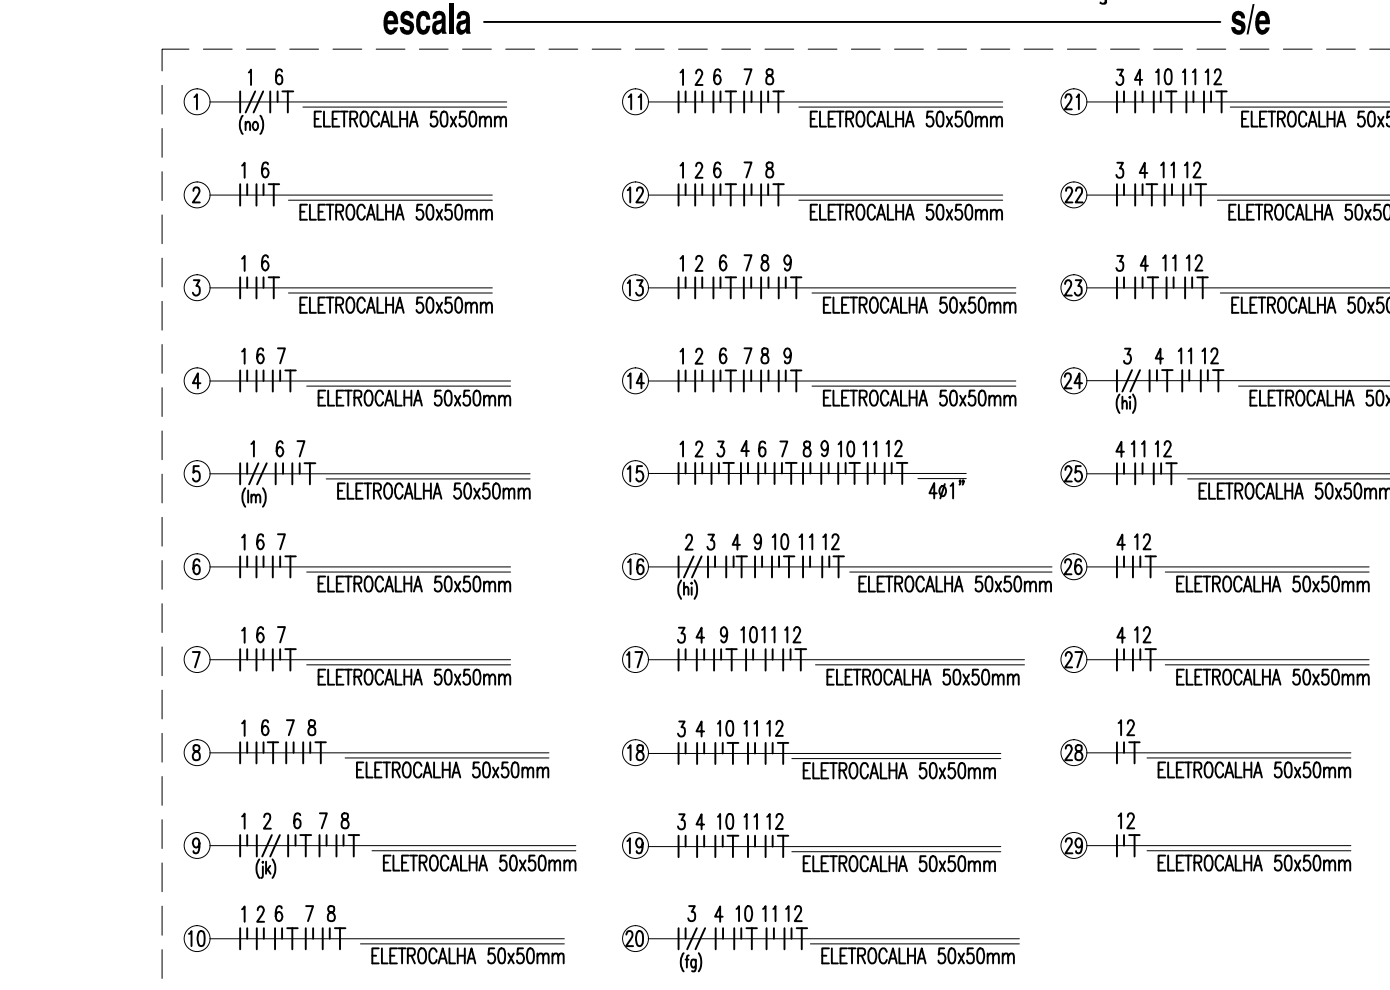 escala s/e
1 6
1 (no) ELETROCALHA 50x50mm
1 6
2 ELETROCALHA 50x50mm
1 6
3 ELETROCALHA 50x50mm
1 6 7
4 ELETROCALHA 50x50mm
1 6 7
5 (lm) ELETROCALHA 50x50mm
1 6 7
6 ELETROCALHA 50x50mm
1 6 7
7 ELETROCALHA 50x50mm
1 6 7 8
8 ELETROCALHA 50x50mm
1 2 6 7 8
9 (jk) ELETROCALHA 50x50mm
1 2 6 7 8
10 ELETROCALHA 50x50mm
1 2 6 7 8
11 ELETROCALHA 50x50mm
1 2 6 7 8
12 ELETROCALHA 50x50mm
1 2 6 7 8 9
13 ELETROCALHA 50x50mm
1 2 6 7 8 9
14 ELETROCALHA 50x50mm
1 2 3 4 6 7 8 9 10 11 12
15 4ø1"
2 3 4 9 10 11 12
16 (hi) ELETROCALHA 50x50mm
3 4 9 10 11 12
17 ELETROCALHA 50x50mm
3 4 10 11 12
18 ELETROCALHA 50x50mm
3 4 10 11 12
19 ELETROCALHA 50x50mm
3 4 10 11 12
20 (fg) ELETROCALHA 50x50mm
3 4 10 11 12
21 ELETROCALHA 50x5
3 4 11 12
22 ELETROCALHA 50x50
3 4 11 12
23 ELETROCALHA 50x50
3 4 11 12
24 (hi) ELETROCALHA 50x
4 11 12
25 ELETROCALHA 50x50mm
4 12
26 ELETROCALHA 50x50mm
4 12
27 ELETROCALHA 50x50mm
12
28 ELETROCALHA 50x50mm
12
29 ELETROCALHA 50x50mm